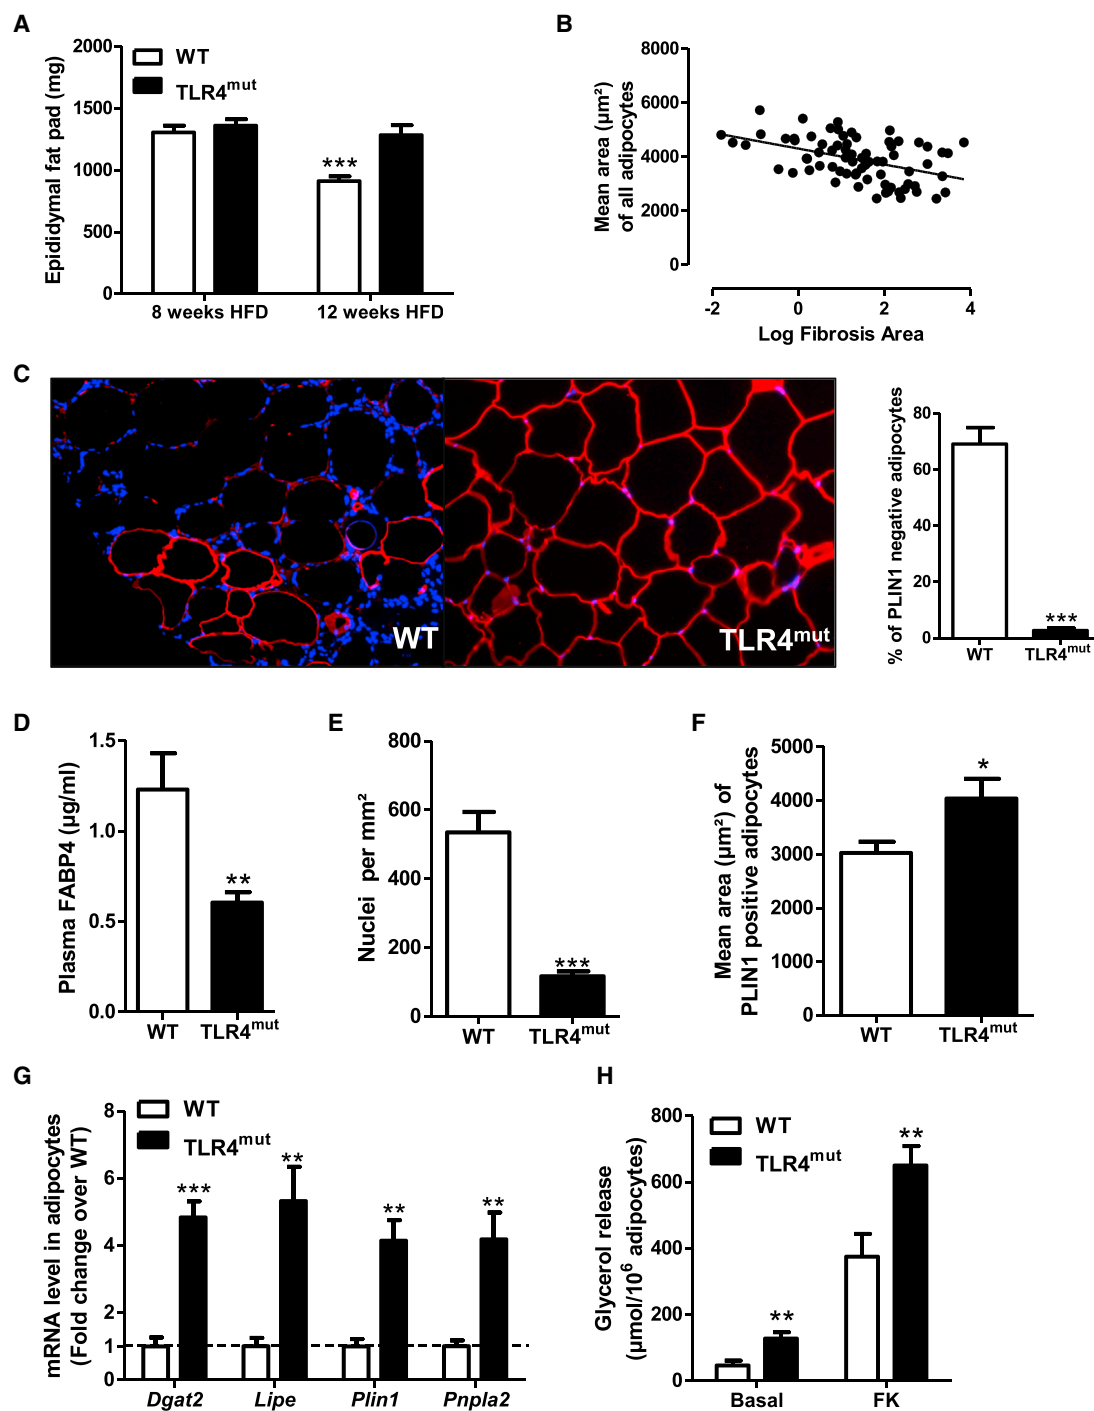 A
Epididymal fat pad (mg)
2000
1500
1000
500
0
WT
TLR4mut
***
8 weeks HFD
12 weeks HFD
B
Mean area (µm²)
of all adipocytes
8000
6000
4000
2000
0
-2
0
2
4
Log Fibrosis Area
C
WT
TLR4mut
% of PLIN1 negative adipocytes
80
60
40
20
0
***
WT
TLR4mut
D
Plasma FABP4 (µg/ml)
1.5
1.0
0.5
0.0
**
WT
TLR4mut
E
Nuclei per mm²
800
600
400
200
0
***
WT
TLR4mut
F
Mean area (µm²) of
PLIN1 positive adipocytes
5000
4000
3000
2000
1000
0
*
WT
TLR4mut
G
mRNA level in adipocytes
(Fold change over WT)
8
6
4
2
1
0
WT
TLR4mut
***
**
**
**
Dgat2
Lipe
Plin1
Pnpla2
H
Glycerol release
(µmol/10⁶ adipocytes)
800
600
400
200
0
WT
TLR4mut
**
**
Basal
FK